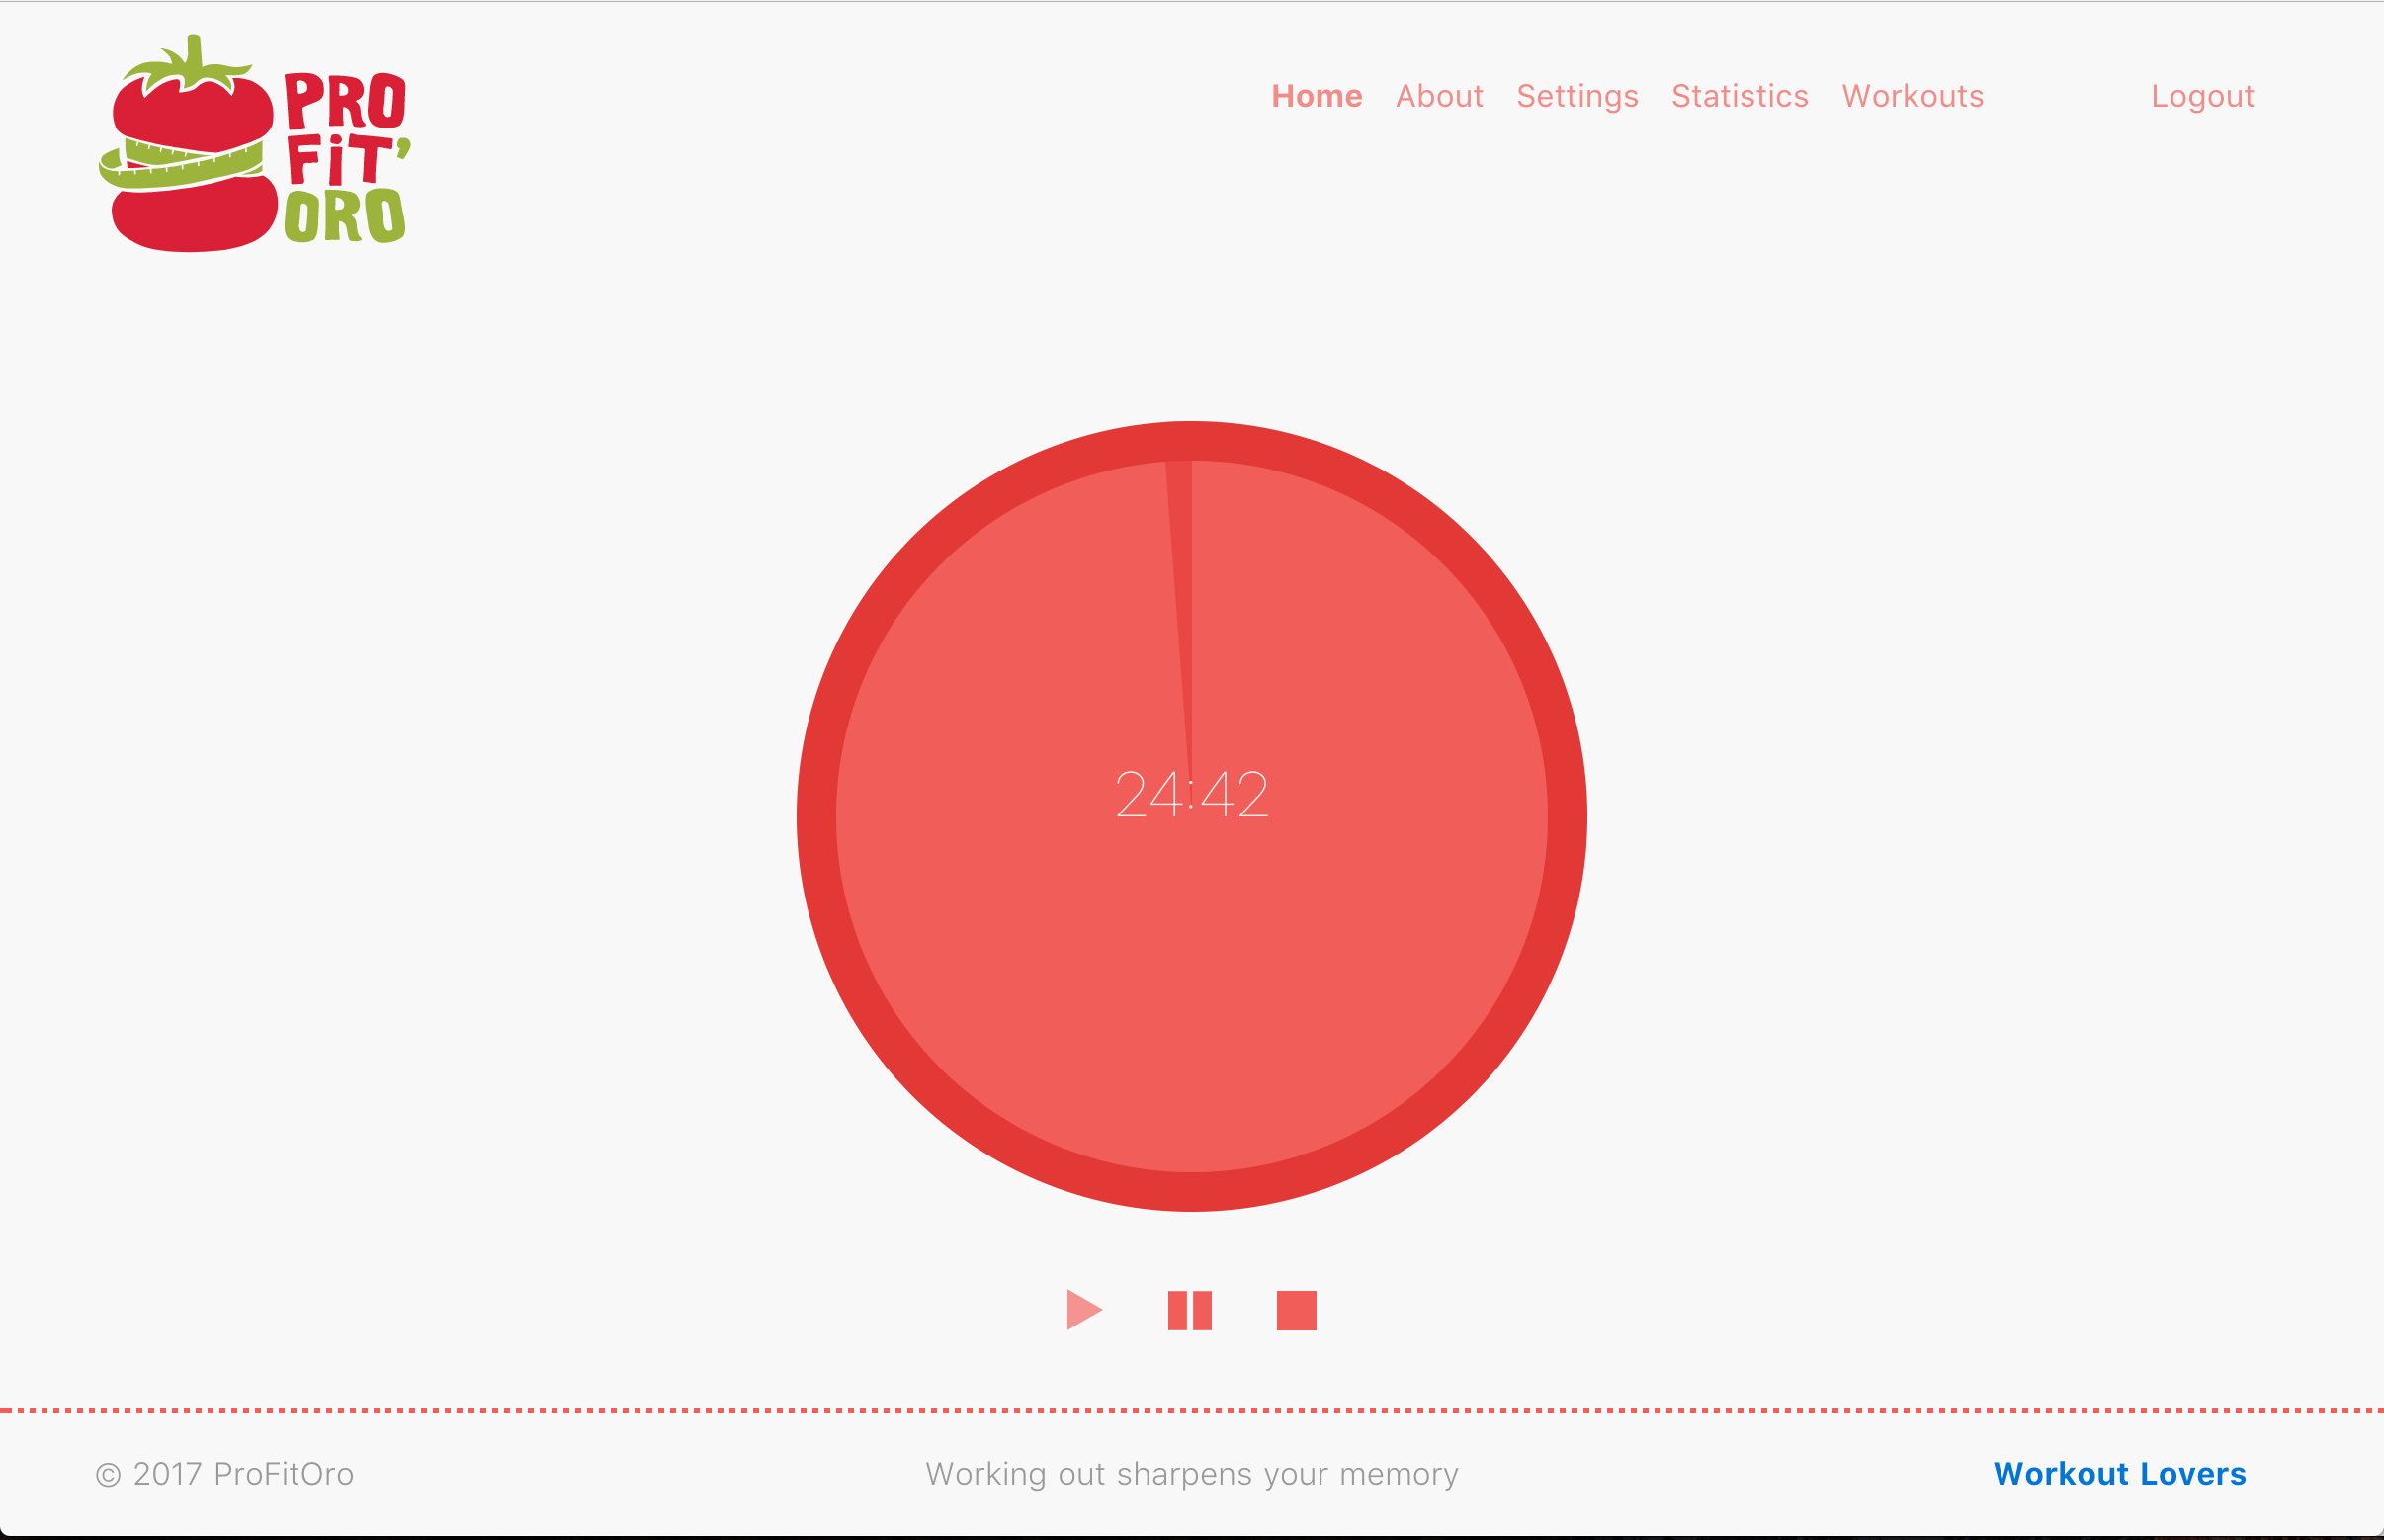 PRO
FiT'
ORO
Home About Settings Statistics Workouts Logout
24:42
© 2017 ProFitOro
Working out sharpens your memory
Workout Lovers